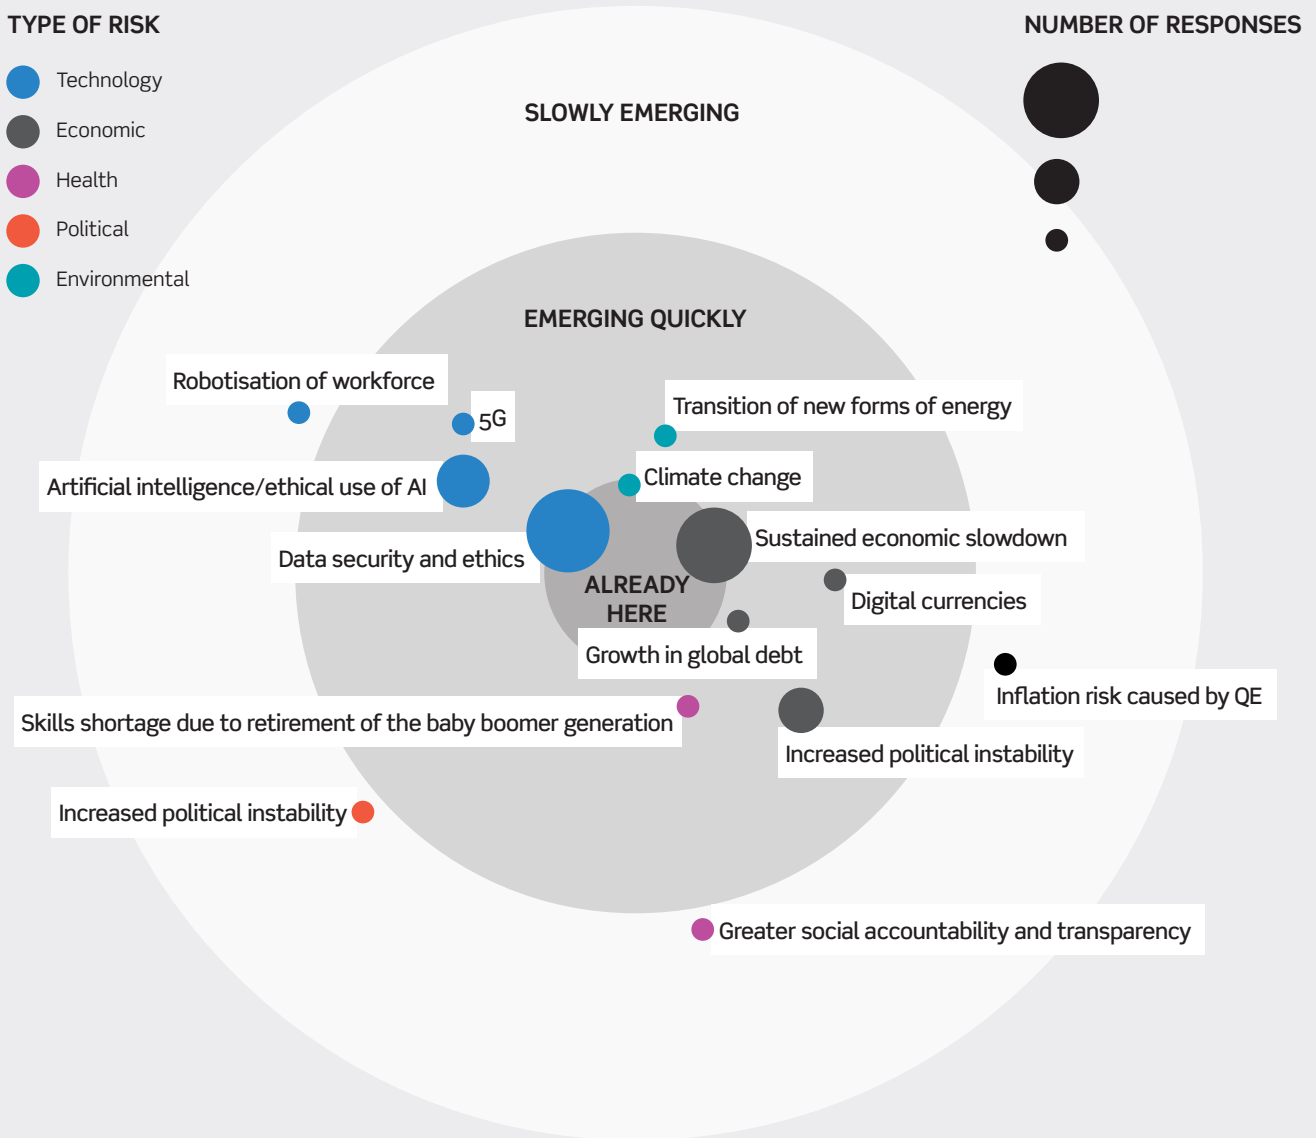 TYPE OF RISK
Technology
Economic
Health
Political
Environmental
NUMBER OF RESPONSES
SLOWLY EMERGING
EMERGING QUICKLY
Robotisation of workforce
5G
Transition of new forms of energy
Artificial intelligence/ethical use of AI
Climate change
Data security and ethics
Sustained economic slowdown
ALREADY
HERE
Digital currencies
Growth in global debt
Inflation risk caused by QE
Skills shortage due to retirement of the baby boomer generation
Increased political instability
Increased political instability
Greater social accountability and transparency